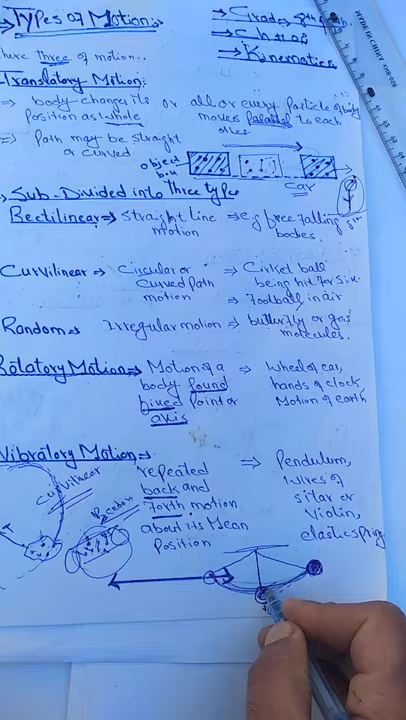 → Types of Motion:-
→ Grade: 8th
→ Ch # 02
→ Kinematics
There Three of motion..
Translatory Motion:
⇒ body change its or all or every particle of body
position as whole moves Parallel to each
other
⇒ Path may be straight
or curved
object
Car
→ Sub-Divided into Three type
Rectilinear ⇒ straight line ⇒ e.g free falling
motion bodies.
Curvilinear ⇒ Circular or ⇒ Cirket ball
Curved Path being hit for six.
motion → Football in air
Random ⇒ Irregular motion ⇒ butterfly or gas
molecules.
Rotatory Motion ⇒ Motion of a ⇒ Wheel of car,
body found hands of clock,
fixed point or Motion of earth
axis
Vibratory Motion ⇒ repeated ⇒ Pendulum,
back and wires of
forth motion sitar or
about its Mean Violin,
Position elastic spring
Curvilinear
Random